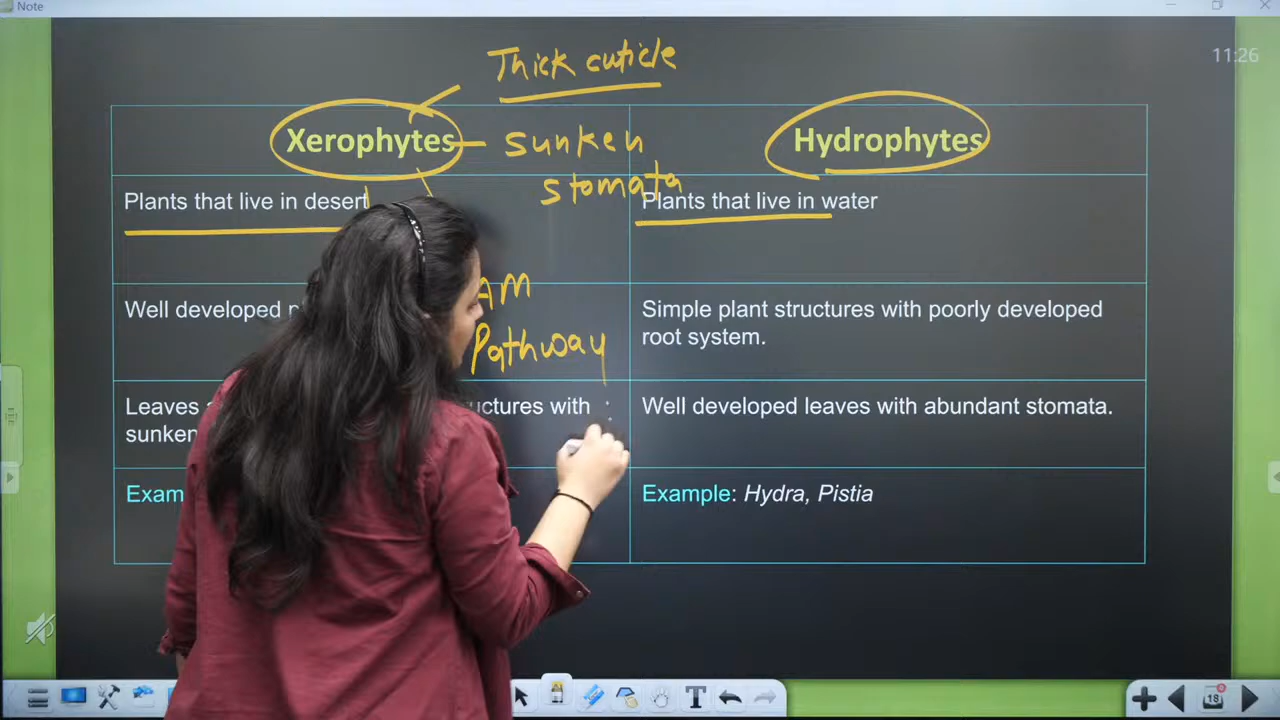 Note
11:26
Thick cuticle
Xerophytes
sunken
stomata
Hydrophytes
Plants that live in desert
Plants that live in water
AM
Pathway
Well developed
Simple plant structures with poorly developed
root system.
Leaves
structures with
sunken
Well developed leaves with abundant stomata.
Exam
Example: Hydra, Pistia
T
18